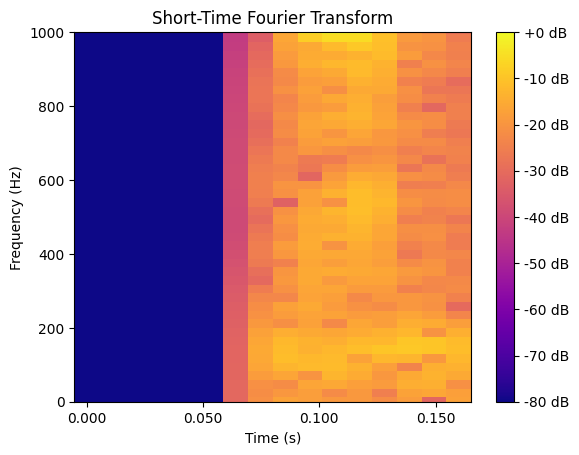 Short-Time Fourier Transform
Frequency (Hz)
1000
800
600
400
200
0
0.000
0.050
0.100
0.150
Time (s)
+0 dB
-10 dB
-20 dB
-30 dB
-40 dB
-50 dB
-60 dB
-70 dB
-80 dB